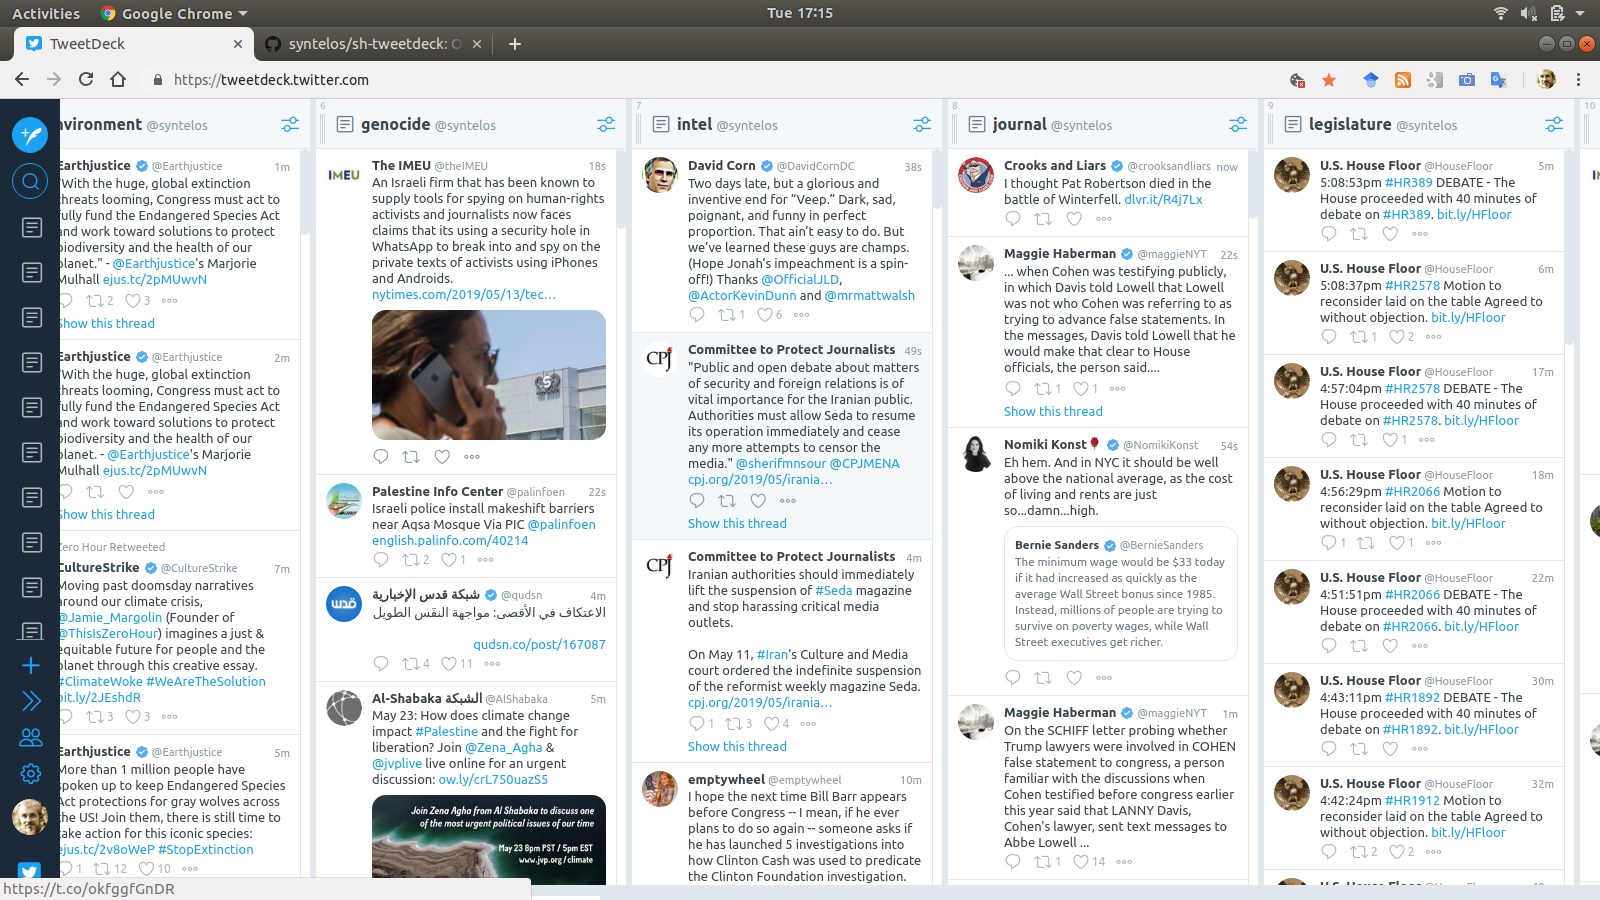 Activities
Google Chrome
Tue 17:15
TweetDeck
syntelos/sh-tweetdeck:
https://tweetdeck.twitter.com
nvironment @syntelos
Earthjustice @Earthjustice 1m
"With the huge, global extinction
threats looming, Congress must act to
fully fund the Endangered Species Act
and work toward solutions to protect
biodiversity and the health of our
planet." - @Earthjustice's Marjorie
Mulhall ejus.tc/2pMUwvN
2 3
Show this thread
Earthjustice @Earthjustice 2m
"With the huge, global extinction
threats looming, Congress must act to
fully fund the Endangered Species Act
and work toward solutions to protect
biodiversity and the health of our
planet. - @Earthjustice's Marjorie
Mulhall ejus.tc/2pMUwvN
Show this thread
Zero Hour Retweeted
CultureStrike @CultureStrike 7m
Moving past doomsday narratives
around our climate crisis,
@Jamie_Margolin (Founder of
@ThisIsZeroHour) imagines a just &
equitable future for people and the
planet through this creative essay.
#ClimateWoke #WeAreTheSolution
bit.ly/2JEshdR
3 3
Earthjustice @Earthjustice 5m
More than 1 million people have
spoken up to keep Endangered Species
Act protections for gray wolves across
the US! Join them, there is still time to
take action for this iconic species:
ejus.tc/2v8oWeP #StopExtinction
1 12 10
https://t.co/okfggfGnDR
6
genocide @syntelos
The IMEU @theIMEU 18s
IMEU
An Israeli firm that has been known to
supply tools for spying on human-rights
activists and journalists now faces
claims that its using a security hole in
WhatsApp to break into and spy on the
private texts of activists using iPhones
and Androids.
nytimes.com/2019/05/13/tec…
Palestine Info Center @palinfoen 22s
Israeli police install makeshift barriers
near Aqsa Mosque Via PIC @palinfoen
english.palinfo.com/40214
2 1
شبكة قدس الإخبارية @qudsn 4m
قدس
الاعتكاف في الأقصى: مواجهة النفَس الطويل
qudsn.co/post/167087
4 11
Al-Shabaka الشبكة @AlShabaka 5m
May 23: How does climate change
impact #Palestine and the fight for
liberation? Join @Zena_Agha &
@jvplive live online for an urgent
discussion: ow.ly/crL750uazS5
Join Zena Agha from Al Shabaka to discuss one
of the most urgent political issues of our time
May 23 8pm PST / 5pm EST
www.jvp.org/climate
7
intel @syntelos
David Corn @DavidCornDC 38s
Two days late, but a glorious and
inventive end for “Veep.” Dark, sad,
poignant, and funny in perfect
proportion. That ain’t easy to do. But
we’ve learned these guys are champs.
(Hope Jonah’s impeachment is a spin-
off!) Thanks @OfficialJLD,
@ActorKevinDunn and @mrmattwalsh
1 6
Committee to Protect Journalists 49s
CPJ
"Public and open debate about matters
of security and foreign relations is of
vital importance for the Iranian public.
Authorities must allow Seda to resume
its operation immediately and cease
any more attempts to censor the
media." @sherifmnsour @CPJMENA
cpj.org/2019/05/irania…
Show this thread
Committee to Protect Journalists 4m
CPJ
Iranian authorities should immediately
lift the suspension of #Seda magazine
and stop harassing critical media
outlets.
On May 11, #Iran's Culture and Media
court ordered the indefinite suspension
of the reformist weekly magazine Seda.
cpj.org/2019/05/irania…
1 3 4
Show this thread
emptywheel @emptywheel 10m
I hope the next time Bill Barr appears
before Congress -- I mean, if he ever
plans to do so again -- someone asks if
he has launched 5 investigations into
how Clinton Cash was used to predicate
the Clinton Foundation investigation.
8
journal @syntelos
Crooks and Liars @crooksandliars now
I thought Pat Robertson died in the
battle of Winterfell. dlvr.it/R4j7Lx
Maggie Haberman @maggieNYT 22s
... when Cohen was testifying publicly,
in which Davis told Lowell that Lowell
was not who Cohen was referring to as
trying to advance false statements. In
the messages, Davis told Lowell that he
would make that clear to House
officials, the person said....
1 1
Show this thread
Nomiki Konst🌹 @NomikiKonst 54s
Eh hem. And in NYC it should be well
above the national average, as the cost
of living and rents are just
so...damn...high.
Bernie Sanders @BernieSanders
The minimum wage would be $33 today
if it had increased as quickly as the
average Wall Street bonus since 1985.
Instead, millions of people are trying to
survive on poverty wages, while Wall
Street executives get richer.
Maggie Haberman @maggieNYT 1m
On the SCHIFF letter probing whether
Trump lawyers were involved in COHEN
false statement to congress, a person
familiar with the discussions when
Cohen testified before congress earlier
this year said that LANNY Davis,
Cohen's lawyer, sent text messages to
Abbe Lowell ...
1 14
9
legislature @syntelos
U.S. House Floor @HouseFloor 5m
5:08:53pm #HR389 DEBATE - The
House proceeded with 40 minutes of
debate on #HR389. bit.ly/HFloor
U.S. House Floor @HouseFloor 6m
5:08:37pm #HR2578 Motion to
reconsider laid on the table Agreed to
without objection. bit.ly/HFloor
1 2
U.S. House Floor @HouseFloor 17m
4:57:04pm #HR2578 DEBATE - The
House proceeded with 40 minutes of
debate on #HR2578. bit.ly/HFloor
1
U.S. House Floor @HouseFloor 18m
4:56:29pm #HR2066 Motion to
reconsider laid on the table Agreed to
without objection. bit.ly/HFloor
1 1
U.S. House Floor @HouseFloor 22m
4:51:51pm #HR2066 DEBATE - The
House proceeded with 40 minutes of
debate on #HR2066. bit.ly/HFloor
U.S. House Floor @HouseFloor 30m
4:43:11pm #HR1892 DEBATE - The
House proceeded with 40 minutes of
debate on #HR1892. bit.ly/HFloor
U.S. House Floor @HouseFloor 32m
4:42:24pm #HR1912 Motion to
reconsider laid on the table Agreed to
without objection. bit.ly/HFloor
2 2
10